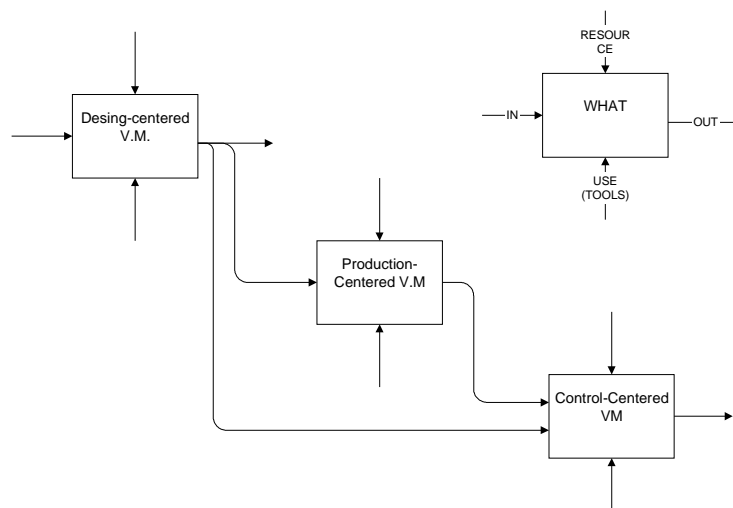 RESOUR
CE
Desing-centered
V.M.
WHAT
IN
OUT
USE
(TOOLS)
Production-
Centered V.M
Control-Centered
VM